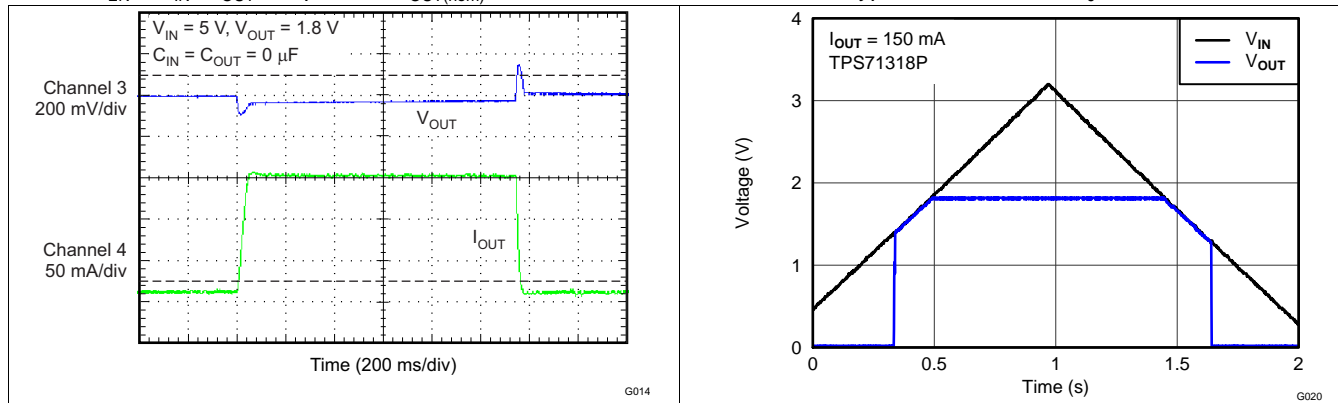 V_IN = 5 V, V_OUT = 1.8 V
C_IN = C_OUT = 0 μF
Channel 3
200 mV/div
V_OUT
Channel 4
50 mA/div
I_OUT
Time (200 ms/div)
G014
I_OUT = 150 mA
TPS71318P
V_IN
V_OUT
4
3
2
1
0
Voltage (V)
0 0.5 1 1.5 2
Time (s)
G020